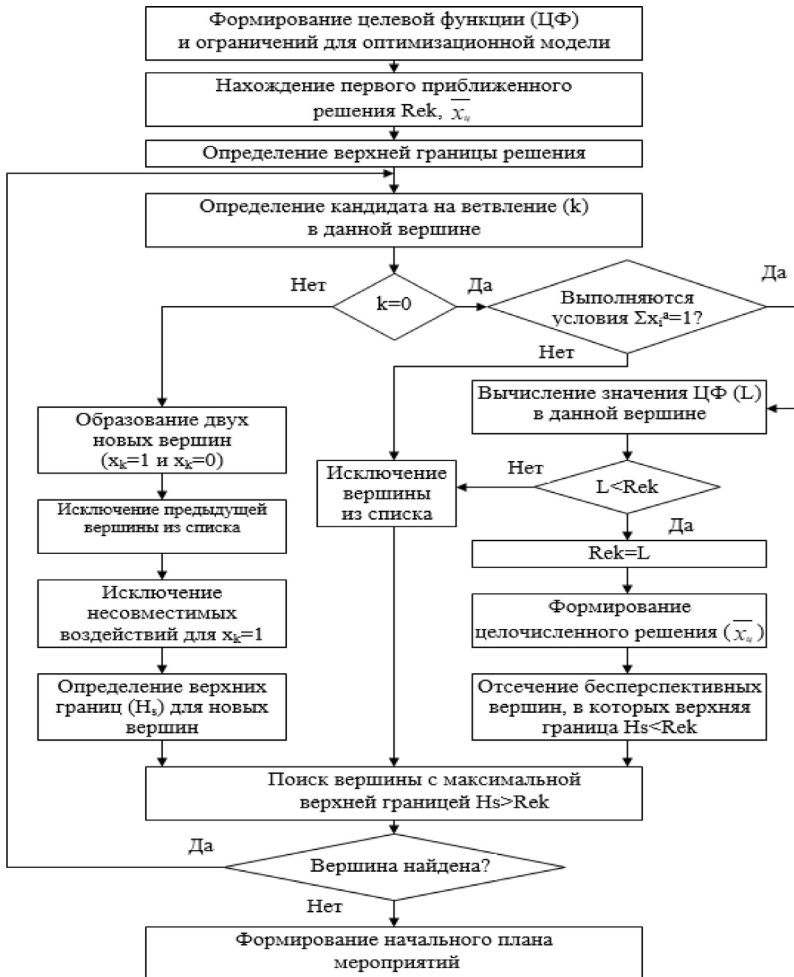 Формирование целевой функции (ЦФ)
и ограничений для оптимизационной модели
Нахождение первого приближенного
решения Rek, x̅ц
Определение верхней границы решения
Определение кандидата на ветвление (k)
в данной вершине
Нет
k=0
Да
Выполняются
условия Σxᵢᵃ=1?
Да
Нет
Образование двух
новых вершин
(xₖ=1 и xₖ=0)
Исключение предыдущей
вершины из списка
Исключение
несовместимых
воздействий для xₖ=1
Определение верхних
границ (Hₛ) для новых
вершин
Исключение
вершины
из списка
Вычисление значения ЦФ (L)
в данной вершине
Нет
L<Rek
Да
Rek=L
Формирование
целочисленного решения (x̅ц)
Отсечение бесперспективных
вершин, в которых верхняя
граница Hs<Rek
Поиск вершины с максимальной
верхней границей Hs>Rek
Да
Вершина найдена?
Нет
Формирование начального плана
мероприятий